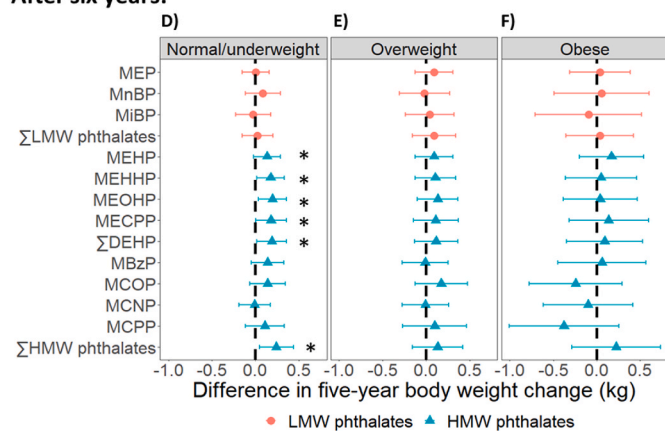 After six years:
D) E) F)
Normal/underweight Overweight Obese
MEP
MnBP
MiBP
∑LMW phthalates
MEHP *
MEHHP *
MEOHP *
MECPP *
∑DEHP *
MBzP
MCOP
MCNP
MCPP
∑HMW phthalates *
-1.0 -0.5 0.0 0.5 -1.0 -0.5 0.0 0.5 -1.0 -0.5 0.0 0.5
Difference in five-year body weight change (kg)
LMW phthalates HMW phthalates